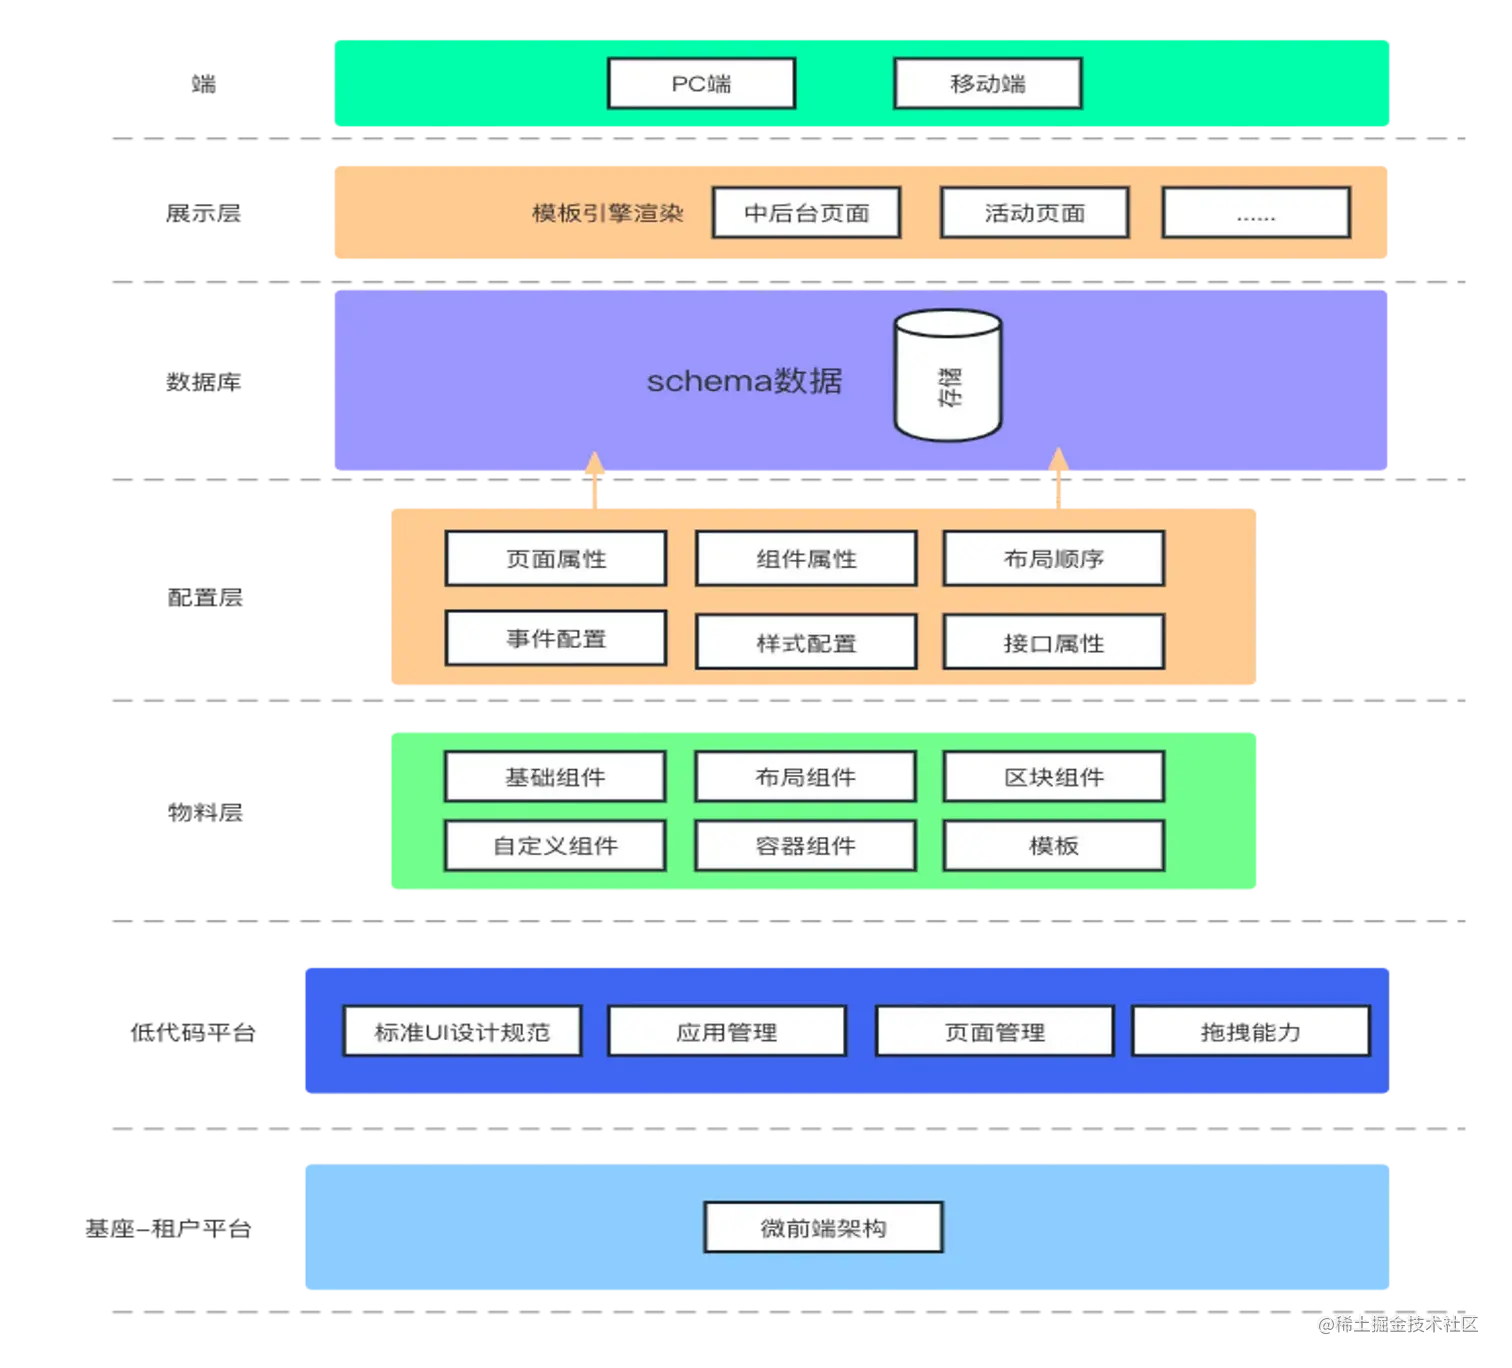 端
PC端
移动端
展示层
模板引擎渲染
中后台页面
活动页面
......
数据库
schema数据
存储
配置层
页面属性
组件属性
布局顺序
事件配置
样式配置
接口属性
物料层
基础组件
布局组件
区块组件
自定义组件
容器组件
模板
低代码平台
标准UI设计规范
应用管理
页面管理
拖拽能力
基座-租户平台
微前端架构
@稀土掘金技术社区